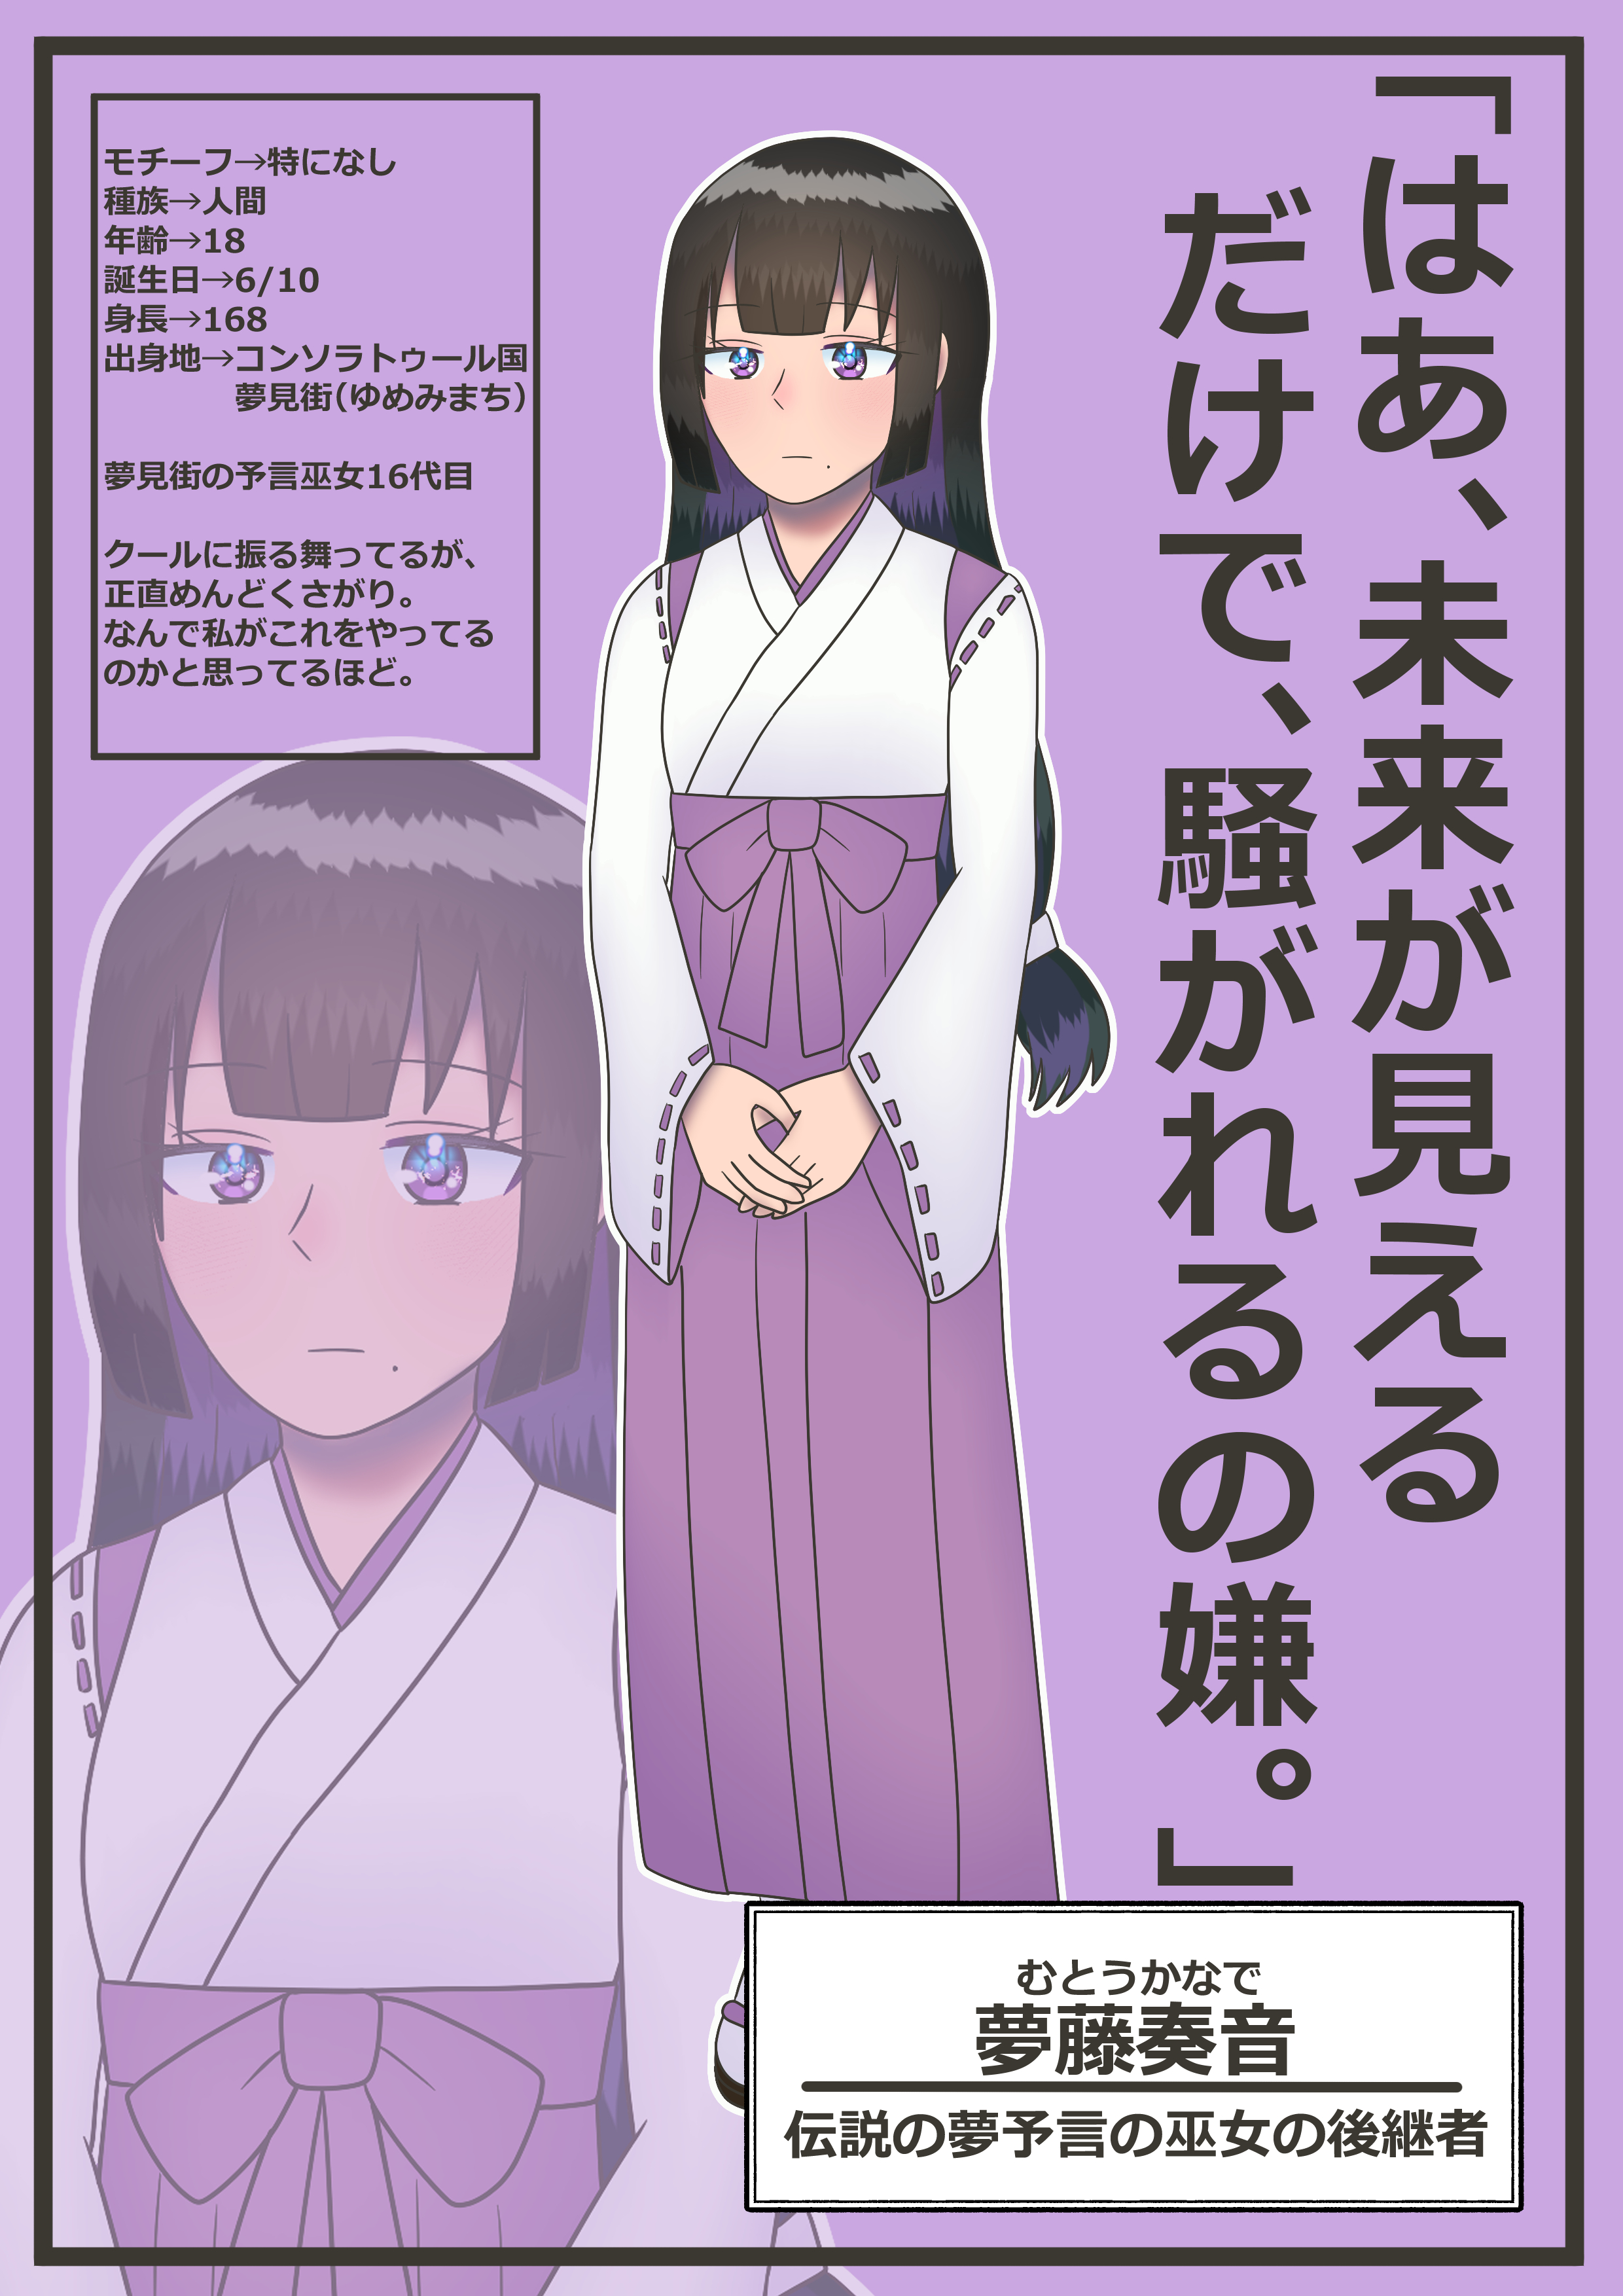 「はあ、未来が見える
だけで、騒がれるの嫌。」
モチーフ→特になし
種族→人間
年齢→18
誕生日→6/10
身長→168
出身地→コンソラトゥール国
夢見街(ゆめみまち)
夢見街の予言巫女16代目
クールに振る舞ってるが、
正直めんどくさがり。
なんで私がこれをやってる
のかと思ってるほど。
むとうかなで
夢藤奏音
伝説の夢予言の巫女の後継者